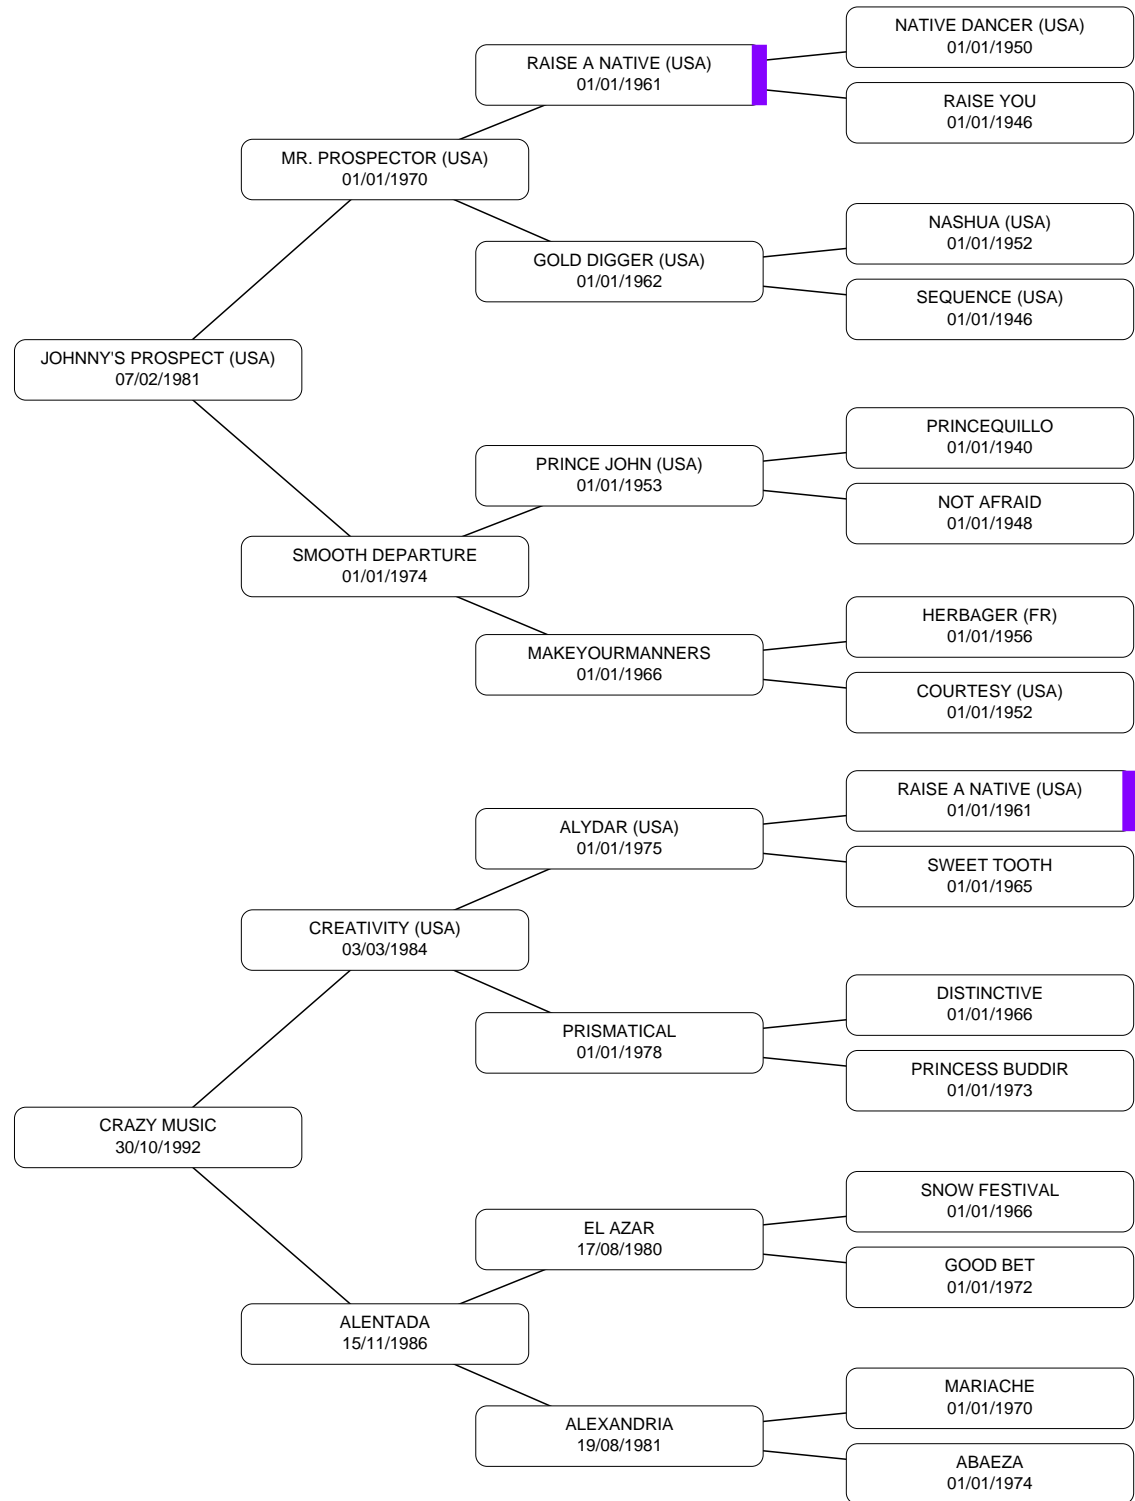 NATIVE DANCER (USA)
01/01/1950
RAISE A NATIVE (USA)
01/01/1961
RAISE YOU
01/01/1946
MR. PROSPECTOR (USA)
01/01/1970
NASHUA (USA)
01/01/1952
GOLD DIGGER (USA)
01/01/1962
SEQUENCE (USA)
01/01/1946
JOHNNY'S PROSPECT (USA)
07/02/1981
PRINCEQUILLO
01/01/1940
PRINCE JOHN (USA)
01/01/1953
NOT AFRAID
01/01/1948
SMOOTH DEPARTURE
01/01/1974
HERBAGER (FR)
01/01/1956
MAKEYOURMANNERS
01/01/1966
COURTESY (USA)
01/01/1952
RAISE A NATIVE (USA)
01/01/1961
ALYDAR (USA)
01/01/1975
SWEET TOOTH
01/01/1965
CREATIVITY (USA)
03/03/1984
DISTINCTIVE
01/01/1966
PRISMATICAL
01/01/1978
PRINCESS BUDDIR
01/01/1973
CRAZY MUSIC
30/10/1992
SNOW FESTIVAL
01/01/1966
EL AZAR
17/08/1980
GOOD BET
01/01/1972
ALENTADA
15/11/1986
MARIACHE
01/01/1970
ALEXANDRIA
19/08/1981
ABAEZA
01/01/1974